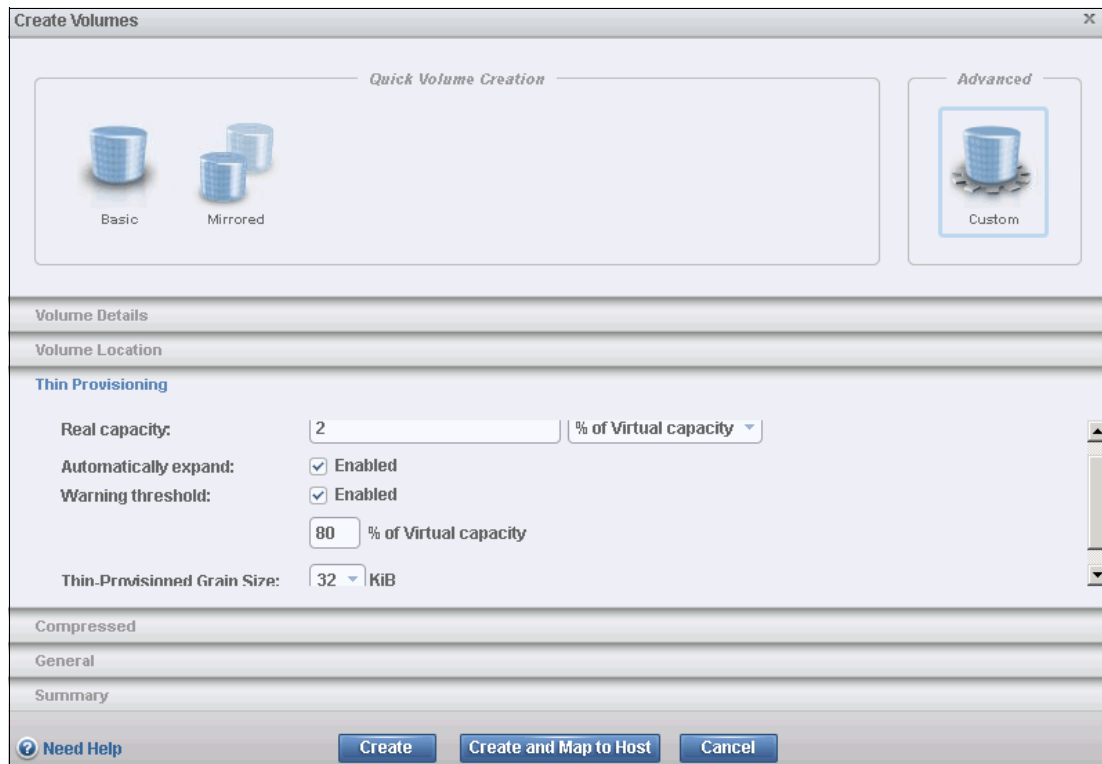 Create Volumes x
Quick Volume Creation
Advanced
Basic
Mirrored
Custom
Volume Details
Volume Location
Thin Provisioning
Real capacity: 2 % of Virtual capacity
Automatically expand: Enabled
Warning threshold: Enabled
80 % of Virtual capacity
Thin-Provisioned Grain Size: 32 KiB
Compressed
General
Summary
? Need Help Create Create and Map to Host Cancel